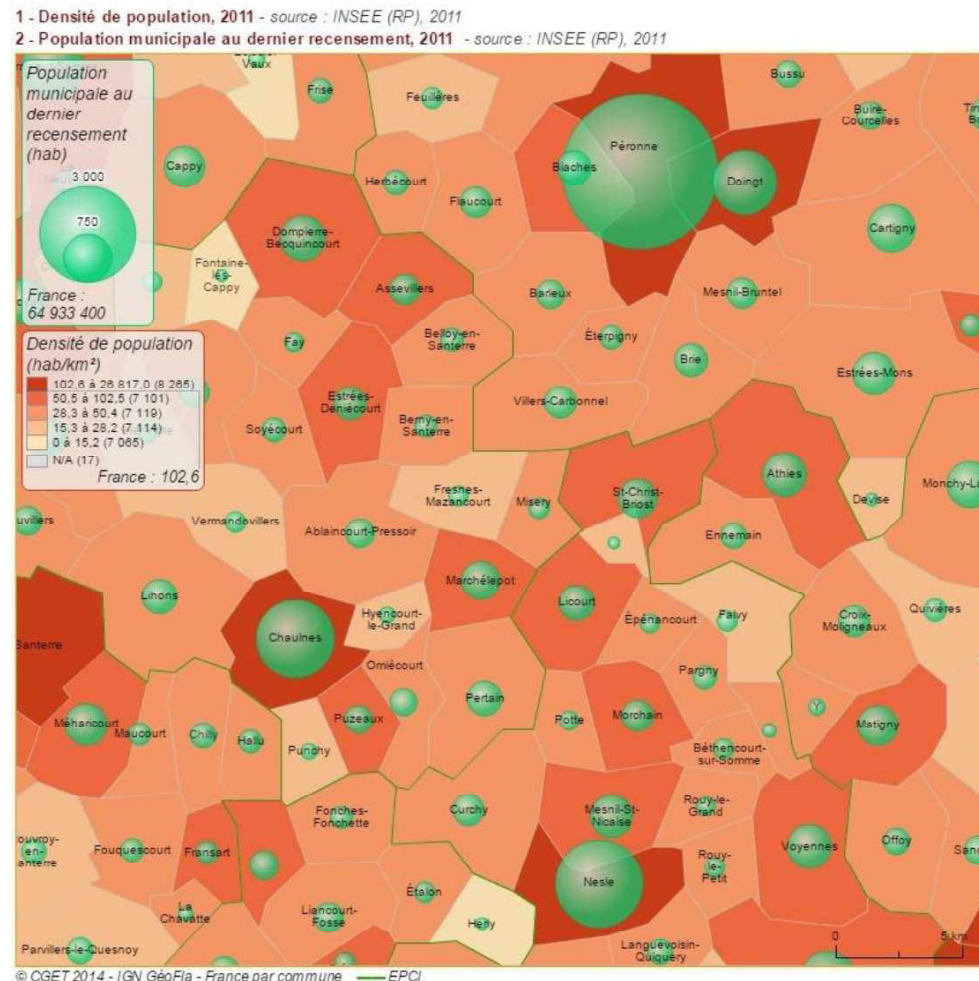 1 - Densité de population, 2011 - source : INSEE (RP), 2011
2 - Population municipale au dernier recensement, 2011 - source : INSEE (RP), 2011
Population
municipale au
dernier
recensement
(hab)
3 000
750
France :
64 933 400
Densité de population
(hab/km²)
102,6 à 26 817,0 (8 265)
50,5 à 102,5 (7 101)
28,3 à 50,4 (7 119)
15,3 à 28,2 (7 114)
0 à 15,2 (7 065)
N/A (17)
France : 102,6
Vaux
Frise
Feuillères
Bussu
Buire-
Courcelles
Cappy
Péronne
Biaches
Doingt
Herbécourt
Flaucourt
Dompierre-
Becquincourt
Cartigny
Fontaine-
lès-
Cappy
Assevillers
Barleux
Mesnil-Bruntel
Fay
Belloy-en-
Santerre
Éterpigny
Brie
Estrées-Mons
Estrées-
Deniécourt
Villers-Carbonnel
Soyécourt
Berny-en-
Santerre
Athies
Monchy-La
Fresnes-
Mazancourt
Misery
St-Christ-
Briost
Devise
uvillers
Vermandovillers
Ablaincourt-Pressoir
Ennemain
Marchélepot
Lihons
Licourt
Hyencourt-
le-Grand
Épénancourt
Falvy
Croix-
Moligneaux
Quivières
Santerre
Chaulnes
Omiécourt
Pargny
Pertain
Puzeaux
Potte
Morchain
Y
Matigny
Méharicourt
Maucourt
Chilly
Hallu
Punchy
Béthencourt-
sur-Somme
Fonches-
Fonchette
Curchy
Mesnil-St-
Nicaise
Rouy-le-
Grand
ouvroy-
en-
anterre
Fouquescourt
Fransart
Voyennes
Offoy
Sanc
Rouy-
le-
Petit
Nesle
Étalon
La
Chavatte
Liancourt-
Fosse
Herly
Parvillers-le-Quesnoy
Languevoisin-
Quiquery
0 5 km
© CGET 2014 - IGN GéoFla - France par commune EPCI